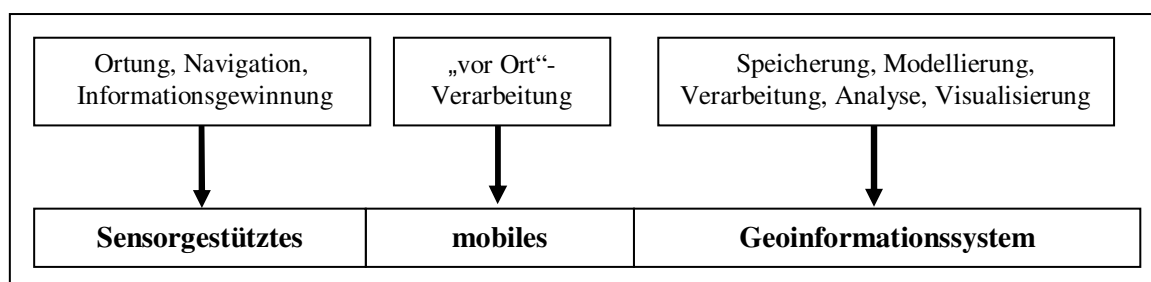 Ortung, Navigation,
Informationsgewinnung
„vor Ort“-
Verarbeitung
Speicherung, Modellierung,
Verarbeitung, Analyse, Visualisierung
Sensorgestütztes
mobiles
Geoinformationssystem